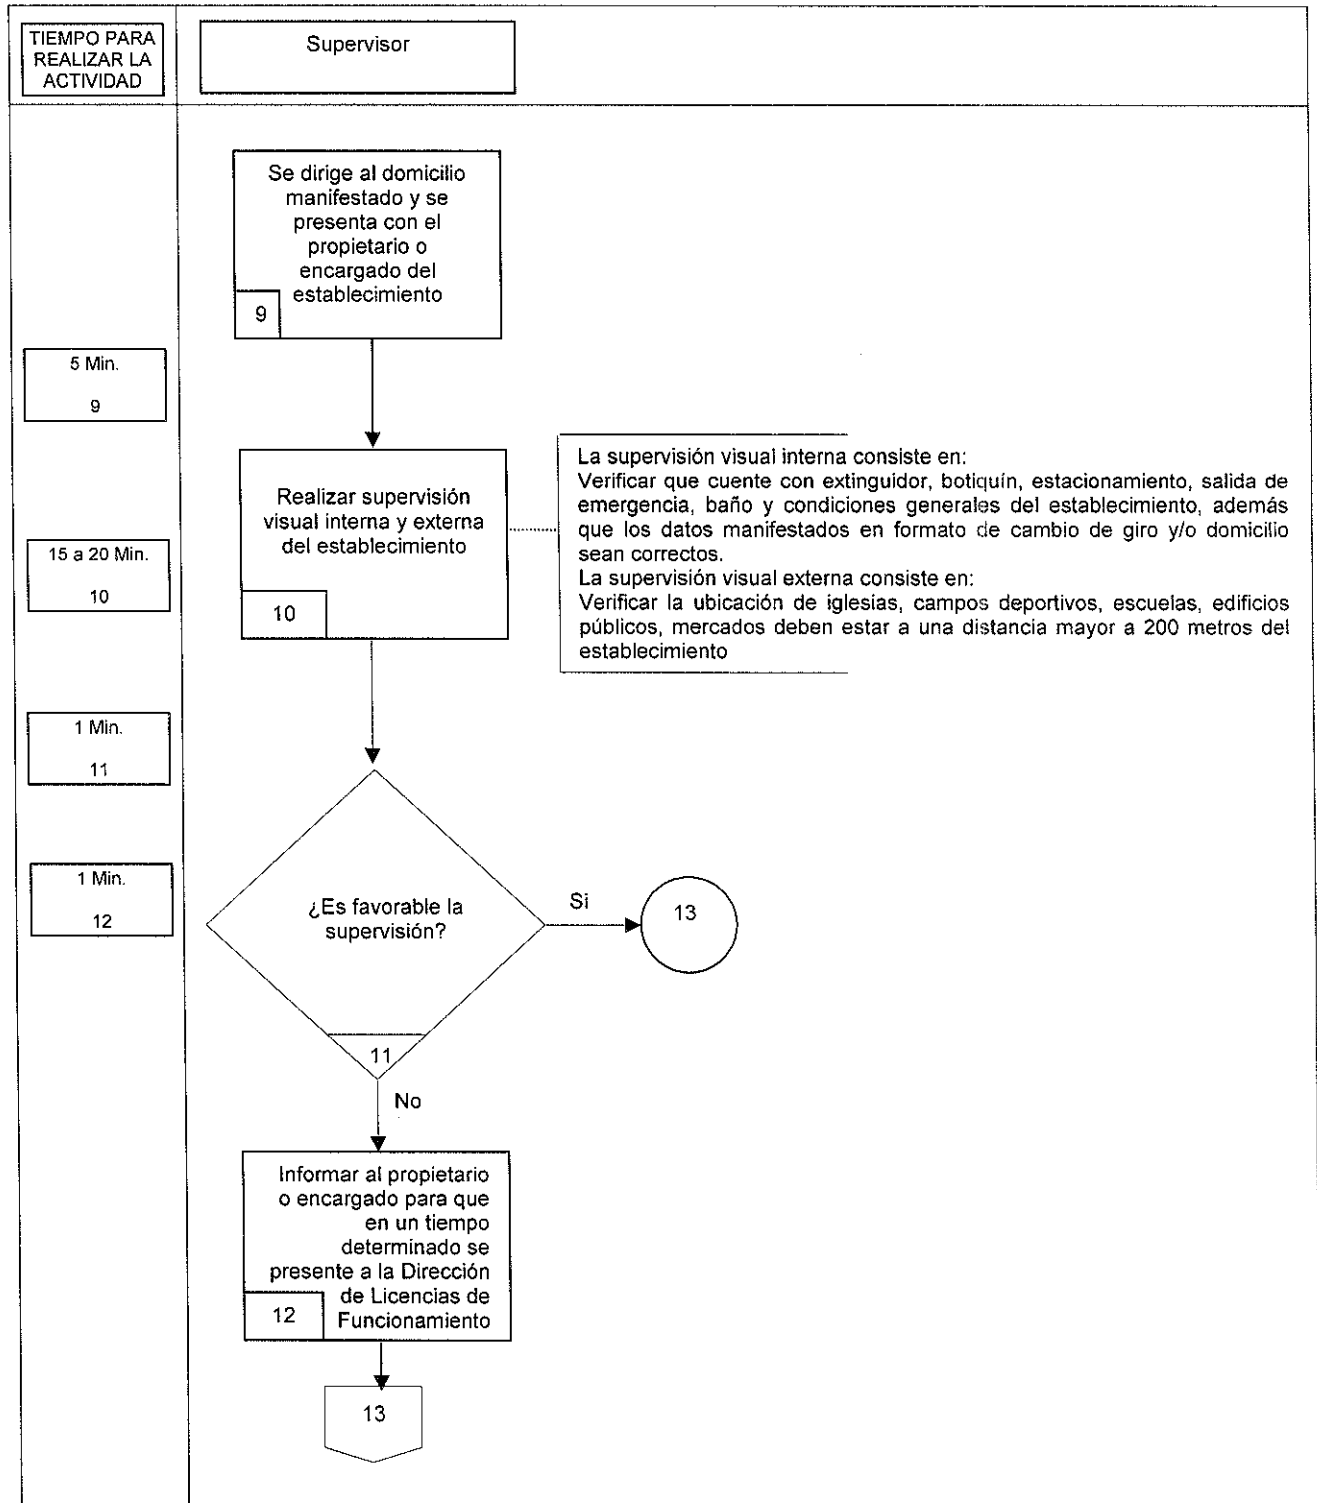 TIEMPO PARA
REALIZAR LA
ACTIVIDAD
Supervisor
Se dirige al domicilio
manifestado y se
presenta con el
propietario o
encargado del
establecimiento
9
5 Min.
9
Realizar supervisión
visual interna y externa
del establecimiento
10
La supervisión visual interna consiste en:
Verificar que cuente con extinguidor, botiquín, estacionamiento, salida de
emergencia, baño y condiciones generales del establecimiento, además
que los datos manifestados en formato de cambio de giro y/o domicilio
sean correctos.
La supervisión visual externa consiste en:
Verificar la ubicación de iglesias, campos deportivos, escuelas, edificios
públicos, mercados deben estar a una distancia mayor a 200 metros del
establecimiento
15 a 20 Min.
10
1 Min.
11
1 Min.
12
¿Es favorable la
supervisión?
11
Si
13
No
Informar al propietario
o encargado para que
en un tiempo
determinado se
presente a la Dirección
de Licencias de
Funcionamiento
12
13